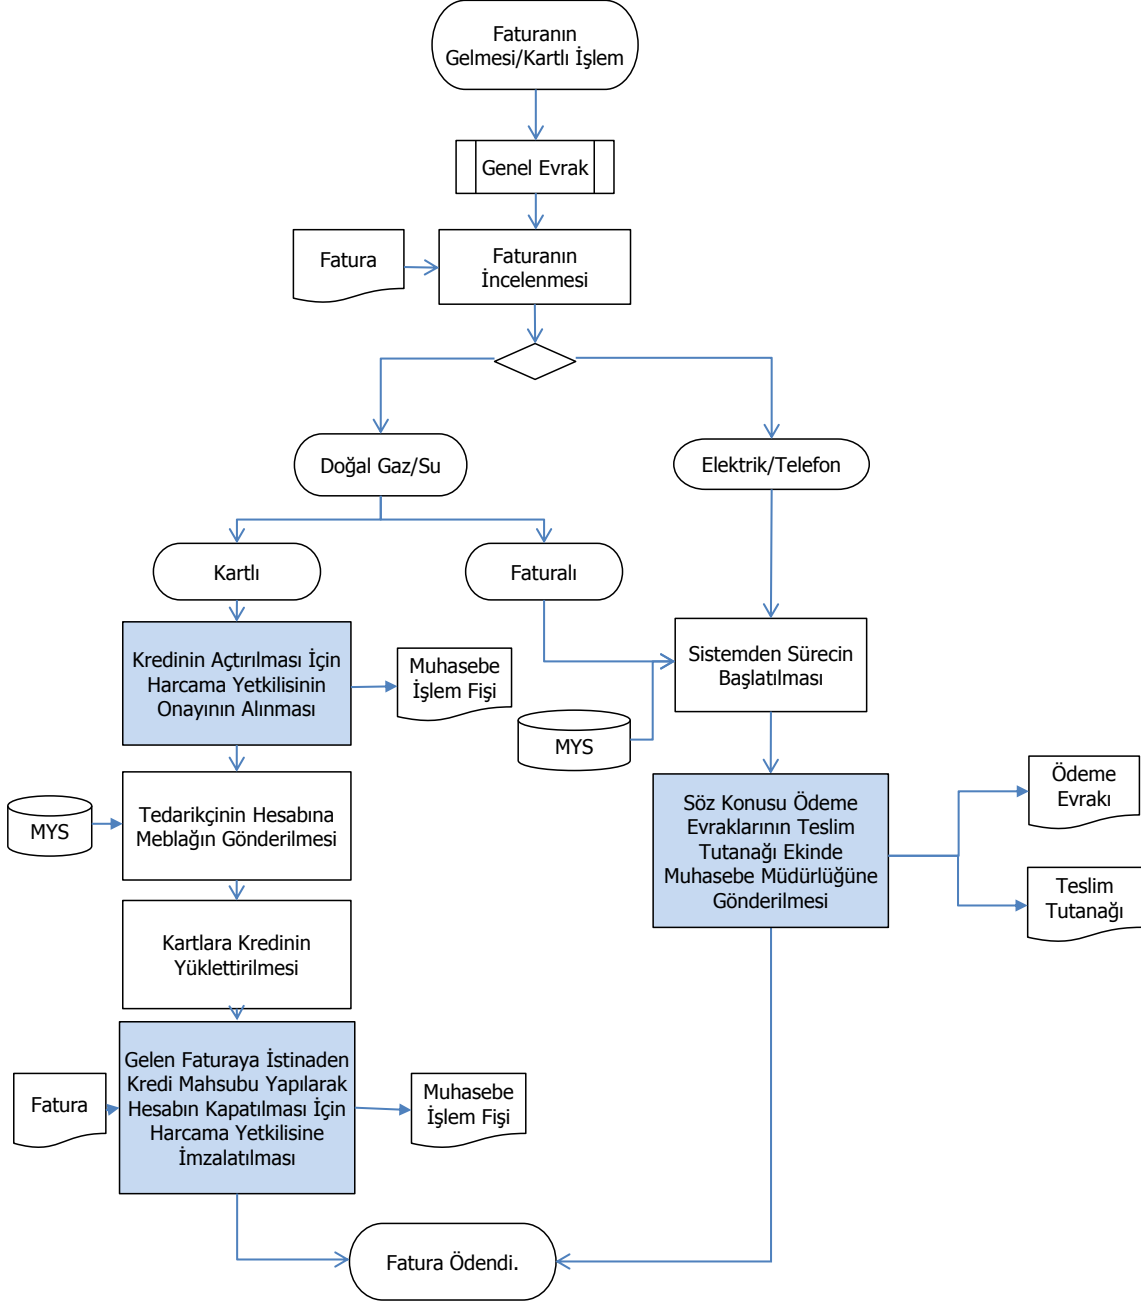 Faturanın
Gelmesi/Kartlı İşlem
Genel Evrak
Fatura
Faturanın
İncelenmesi
Doğal Gaz/Su
Elektrik/Telefon
Kartlı
Faturalı
Kredinin Açtırılması İçin
Harcama Yetkilisinin
Onayının Alınması
Muhasebe
İşlem Fişi
Sistemden Sürecin
Başlatılması
MYS
MYS
Tedarikçinin Hesabına
Meblağın Gönderilmesi
Söz Konusu Ödeme
Evraklarının Teslim
Tutanağı Ekinde
Muhasebe Müdürlüğüne
Gönderilmesi
Ödeme
Evrakı
Teslim
Tutanağı
Kartlara Kredinin
Yüklettirilmesi
Fatura
Gelen Faturaya İstinaden
Kredi Mahsubu Yapılarak
Hesabın Kapatılması İçin
Harcama Yetkilisine
İmzalatılması
Muhasebe
İşlem Fişi
Fatura Ödendi.